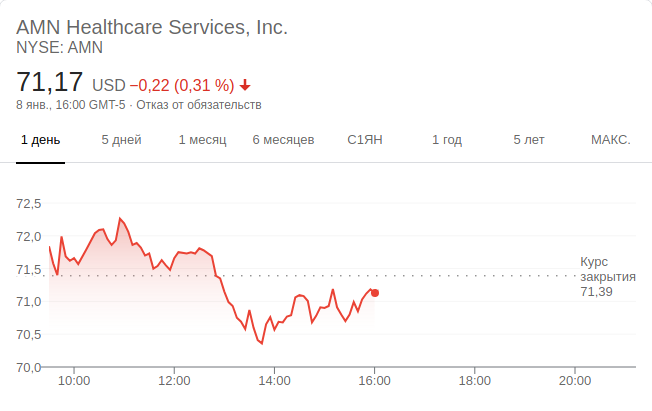 AMN Healthcare Services, Inc.
NYSE: AMN
71,17 USD −0,22 (0,31 %)
8 янв., 16:00 GMT-5 · Отказ от обязательств
1 день 5 дней 1 месяц 6 месяцев С1ЯН 1 год 5 лет МАКС.
72,5
72,0
71,5
71,0
70,5
70,0
Курс
закрытия
71,39
10:00 12:00 14:00 16:00 18:00 20:00